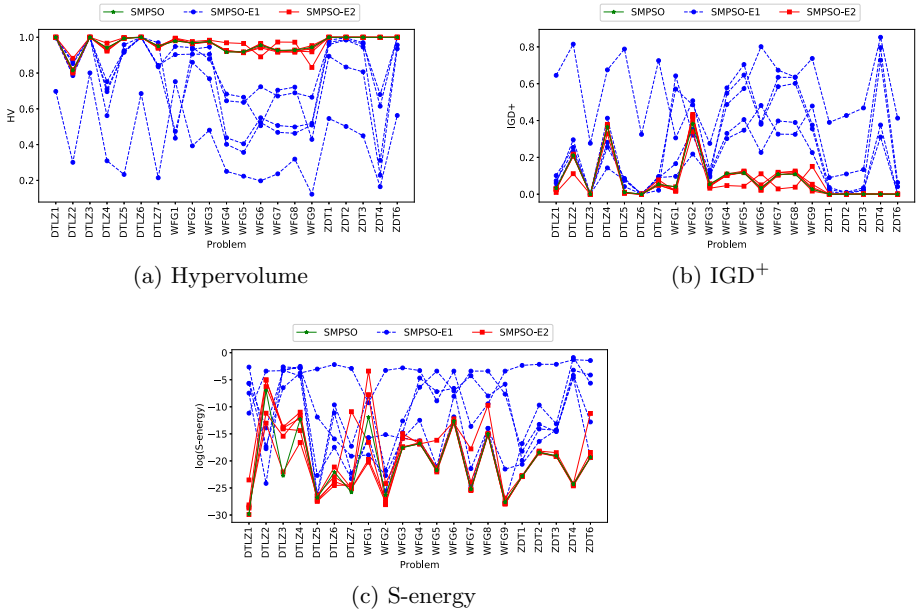 SMPSO SMPSO-E1 SMPSO-E2
HV
1.0
0.8
0.6
0.4
0.2
DTLZ1 DTLZ2 DTLZ3 DTLZ4 DTLZ5 DTLZ6 DTLZ7 WFG1 WFG2 WFG3 WFG4 WFG5 WFG6 WFG7 WFG8 WFG9 ZDT1 ZDT2 ZDT3 ZDT4 ZDT6
Problem
(a) Hypervolume
SMPSO SMPSO-E1 SMPSO-E2
IGD+
0.8
0.6
0.4
0.2
0.0
DTLZ1 DTLZ2 DTLZ3 DTLZ4 DTLZ5 DTLZ6 DTLZ7 WFG1 WFG2 WFG3 WFG4 WFG5 WFG6 WFG7 WFG8 WFG9 ZDT1 ZDT2 ZDT3 ZDT4 ZDT6
Problem
(b) IGD+
SMPSO SMPSO-E1 SMPSO-E2
log(S-energy)
0
−5
−10
−15
−20
−25
−30
DTLZ1 DTLZ2 DTLZ3 DTLZ4 DTLZ5 DTLZ6 DTLZ7 WFG1 WFG2 WFG3 WFG4 WFG5 WFG6 WFG7 WFG8 WFG9 ZDT1 ZDT2 ZDT3 ZDT4 ZDT6
Problem
(c) S-energy